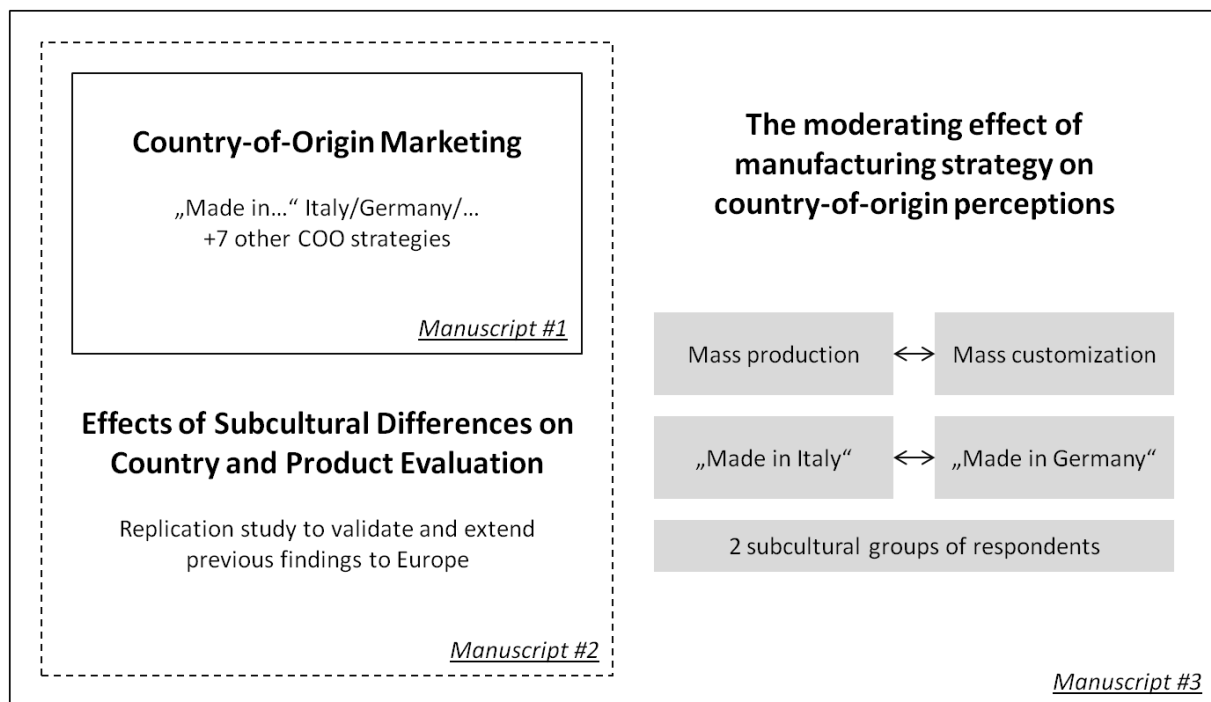 Country-of-Origin Marketing
„Made in...“ Italy/Germany/...
+7 other COO strategies
Manuscript #1
Effects of Subcultural Differences on
Country and Product Evaluation
Replication study to validate and extend
previous findings to Europe
Manuscript #2
The moderating effect of
manufacturing strategy on
country-of-origin perceptions
Mass production
Mass customization
„Made in Italy“
„Made in Germany“
2 subcultural groups of respondents
Manuscript #3